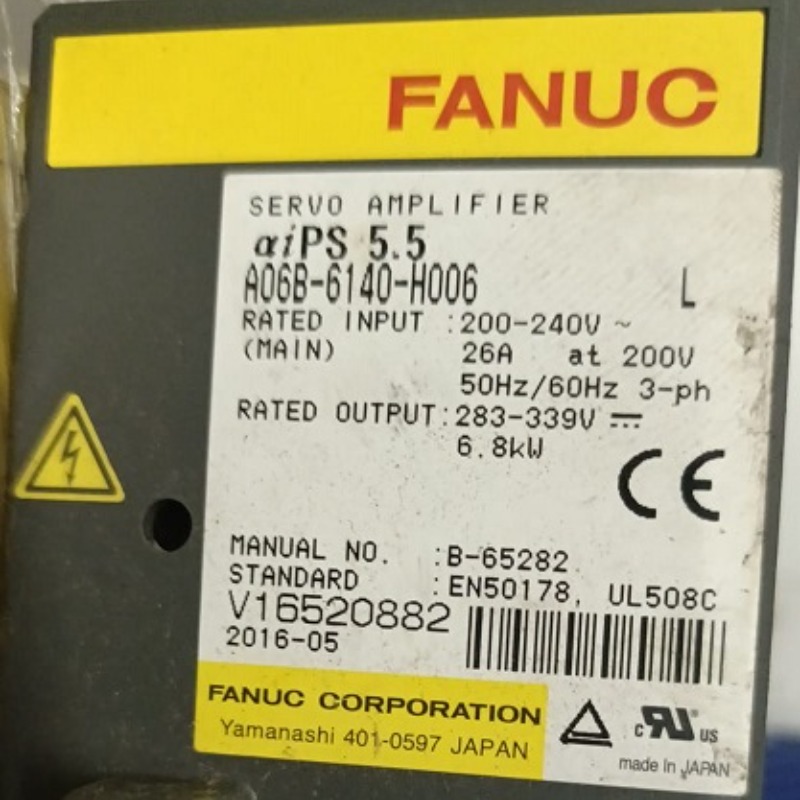 FANUC
SERVO AMPLIFIER
αiPS 5.5
A06B-6140-H006 L
RATED INPUT :200-240V ~
(MAIN) 26A at 200V
50Hz/60Hz 3-ph
RATED OUTPUT:283-339V ⎓
6.8kW
CE
MANUAL NO. :B-65282
STANDARD :EN50178, UL508C
V16520882
2016-05
FANUC CORPORATION
Yamanashi 401-0597 JAPAN
c RU US
made In JAPAN